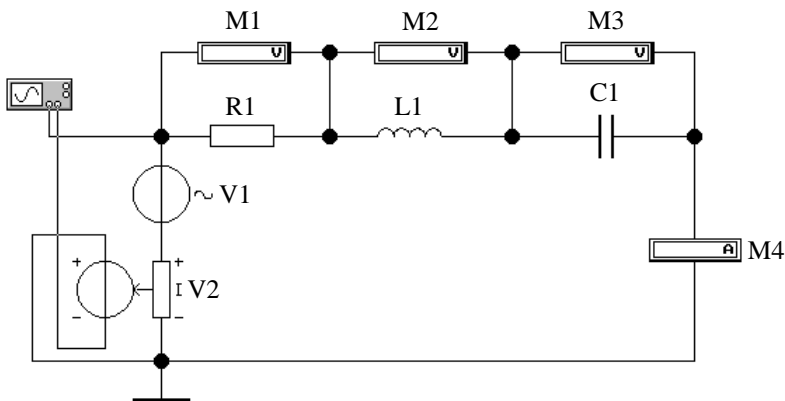 M1 M2 M3
V V V
R1 L1 C1
V1
A M4
+ + I V2
− −